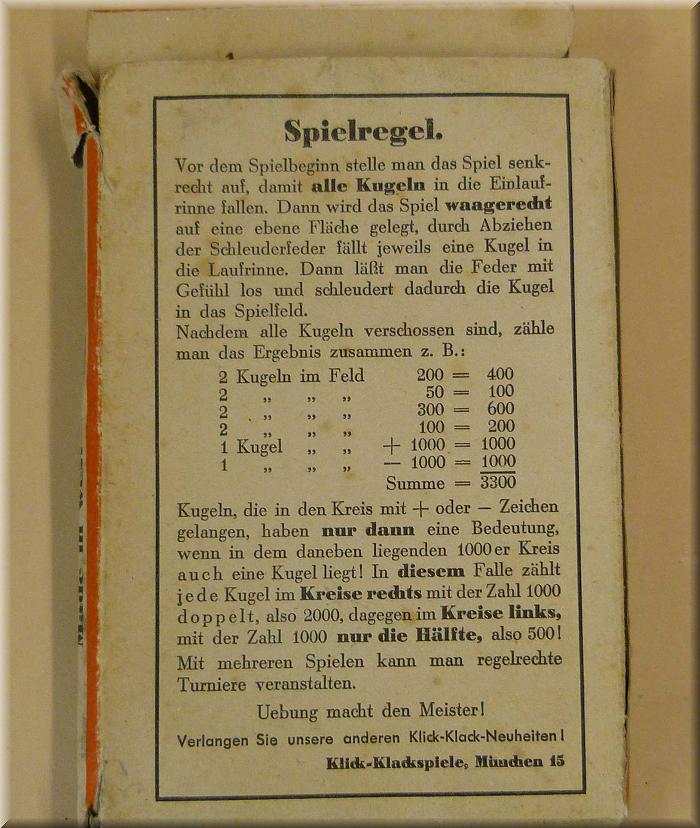 Spielregel.
Vor dem Spielbeginn stelle man das Spiel senk-
recht auf, damit alle Kugeln in die Einlauf-
rinne fallen. Dann wird das Spiel waagerecht
auf eine ebene Fläche gelegt, durch Abziehen
der Schleuderfeder fällt jeweils eine Kugel in
die Laufrinne. Dann läßt man die Feder mit
Gefühl los und schleudert dadurch die Kugel
in das Spielfeld.
Nachdem alle Kugeln verschossen sind, zähle
man das Ergebnis zusammen z. B.:
2 Kugeln im Feld 200 = 400
2 „ „ „ 50 = 100
2 „ „ „ 300 = 600
2 „ „ „ 100 = 200
1 Kugel „ „ + 1000 = 1000
1 „ „ „ — 1000 = 1000
Summe = 3300
Kugeln, die in den Kreis mit + oder — Zeichen
gelangen, haben nur dann eine Bedeutung,
wenn in dem daneben liegenden 1000er Kreis
auch eine Kugel liegt! In diesem Falle zählt
jede Kugel im Kreise rechts mit der Zahl 1000
doppelt, also 2000, dagegen im Kreise links,
mit der Zahl 1000 nur die Hälfte, also 500!
Mit mehreren Spielen kann man regelrechte
Turniere veranstalten.
Uebung macht den Meister!
Verlangen Sie unsere anderen Klick-Klack-Neuheiten!
Klick-Klackspiele, München 15